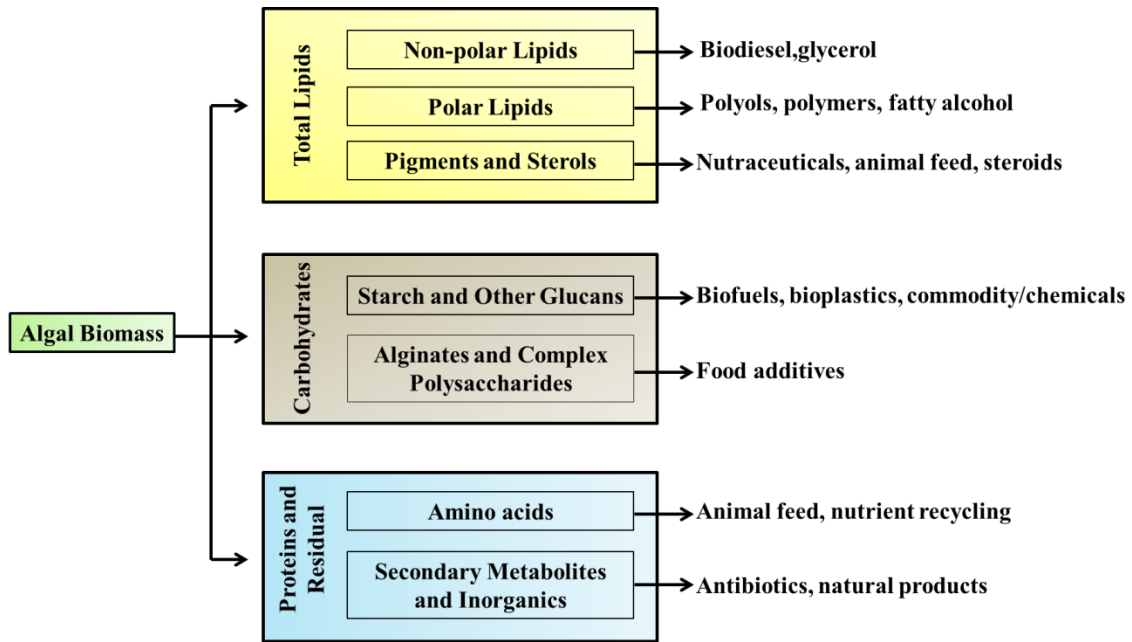 Algal Biomass
Total Lipids
Non-polar Lipids
Biodiesel,glycerol
Polar Lipids
Polyols, polymers, fatty alcohol
Pigments and Sterols
Nutraceuticals, animal feed, steroids
Carbohydrates
Starch and Other Glucans
Biofuels, bioplastics, commodity/chemicals
Alginates and Complex
Polysaccharides
Food additives
Proteins and
Residual
Amino acids
Animal feed, nutrient recycling
Secondary Metabolites
and Inorganics
Antibiotics, natural products